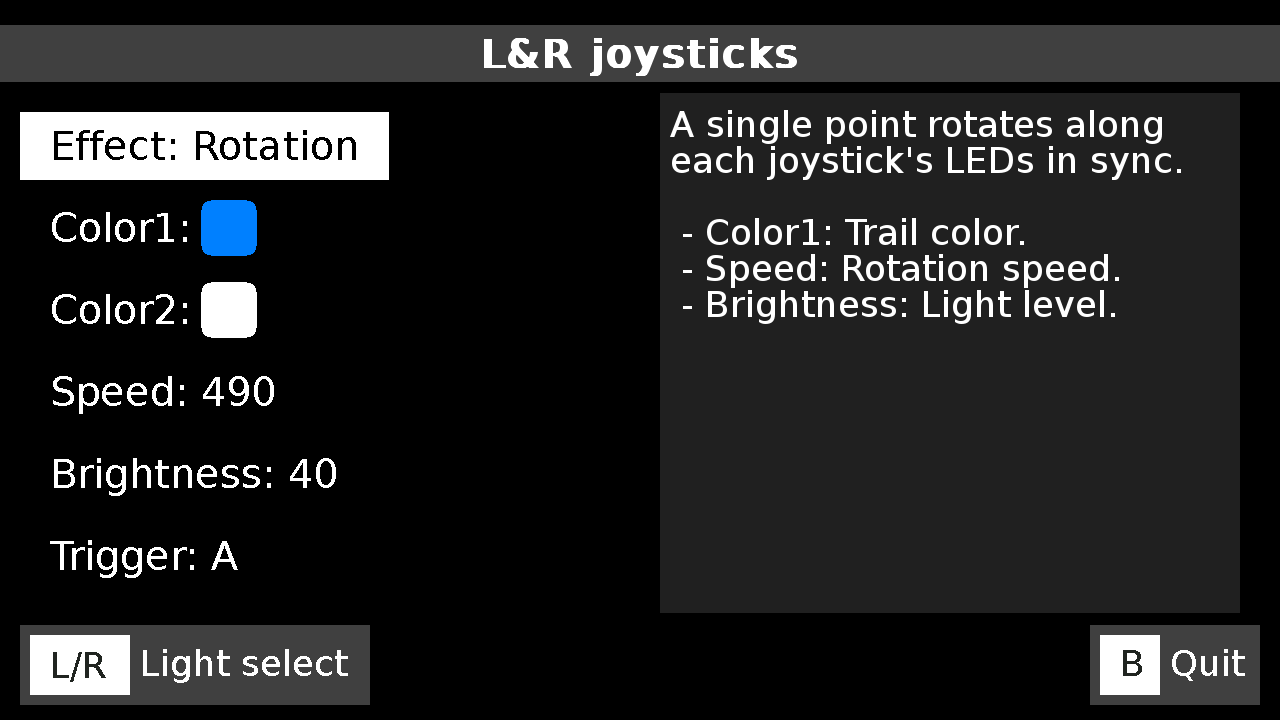 L&R joysticks
Effect: Rotation
Color1:
Color2:
Speed: 490
Brightness: 40
Trigger: A
A single point rotates along
each joystick's LEDs in sync.
- Color1: Trail color.
- Speed: Rotation speed.
- Brightness: Light level.
L/R Light select
B Quit